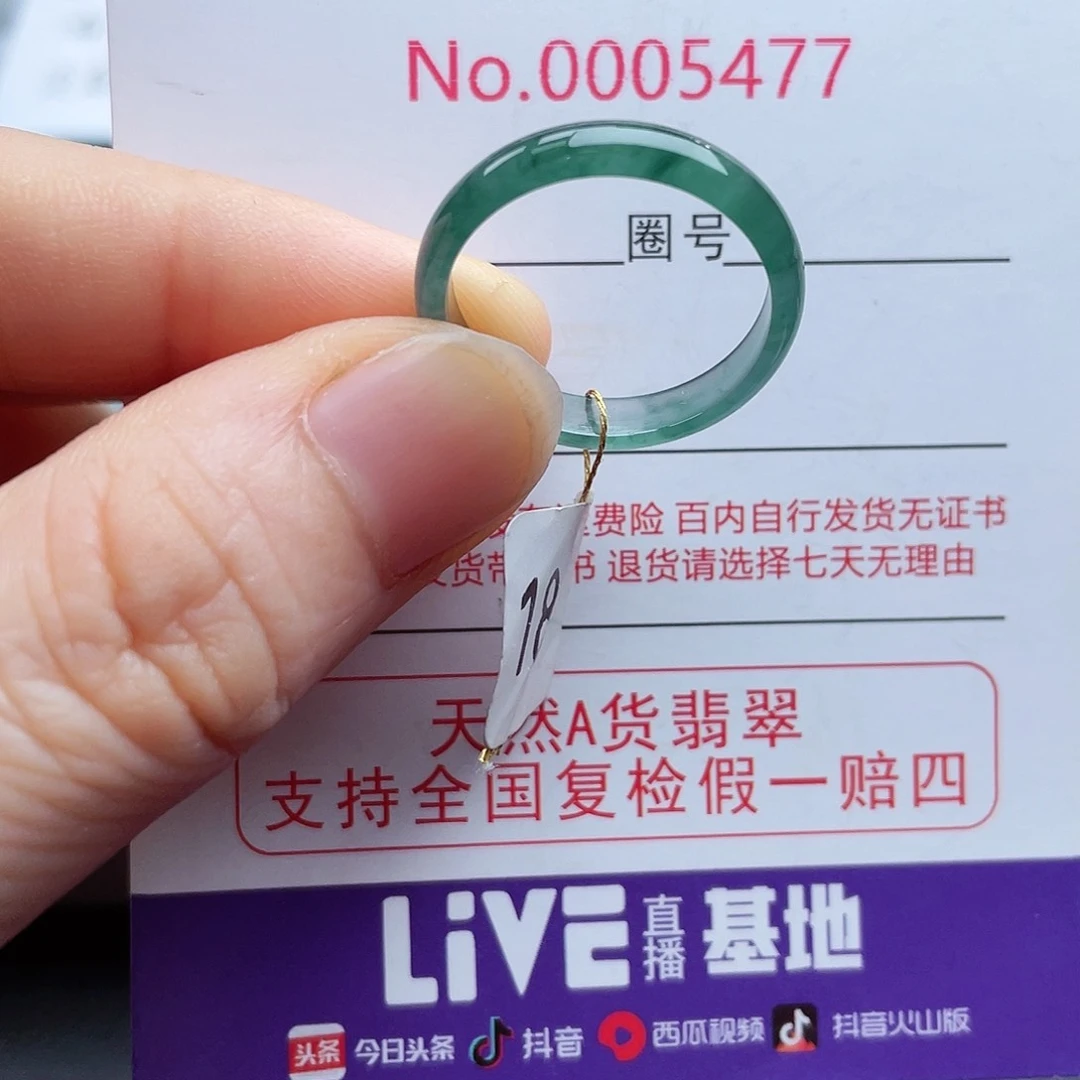 No.0005477
圈号
费险 百内自行发货无证书
货带 书 退货请选择七天无理由
18
天然A货翡翠
支持全国复检假一赔四
LiVE 直播 基地
头条 今日头条 抖音 西瓜视频 抖音火山版